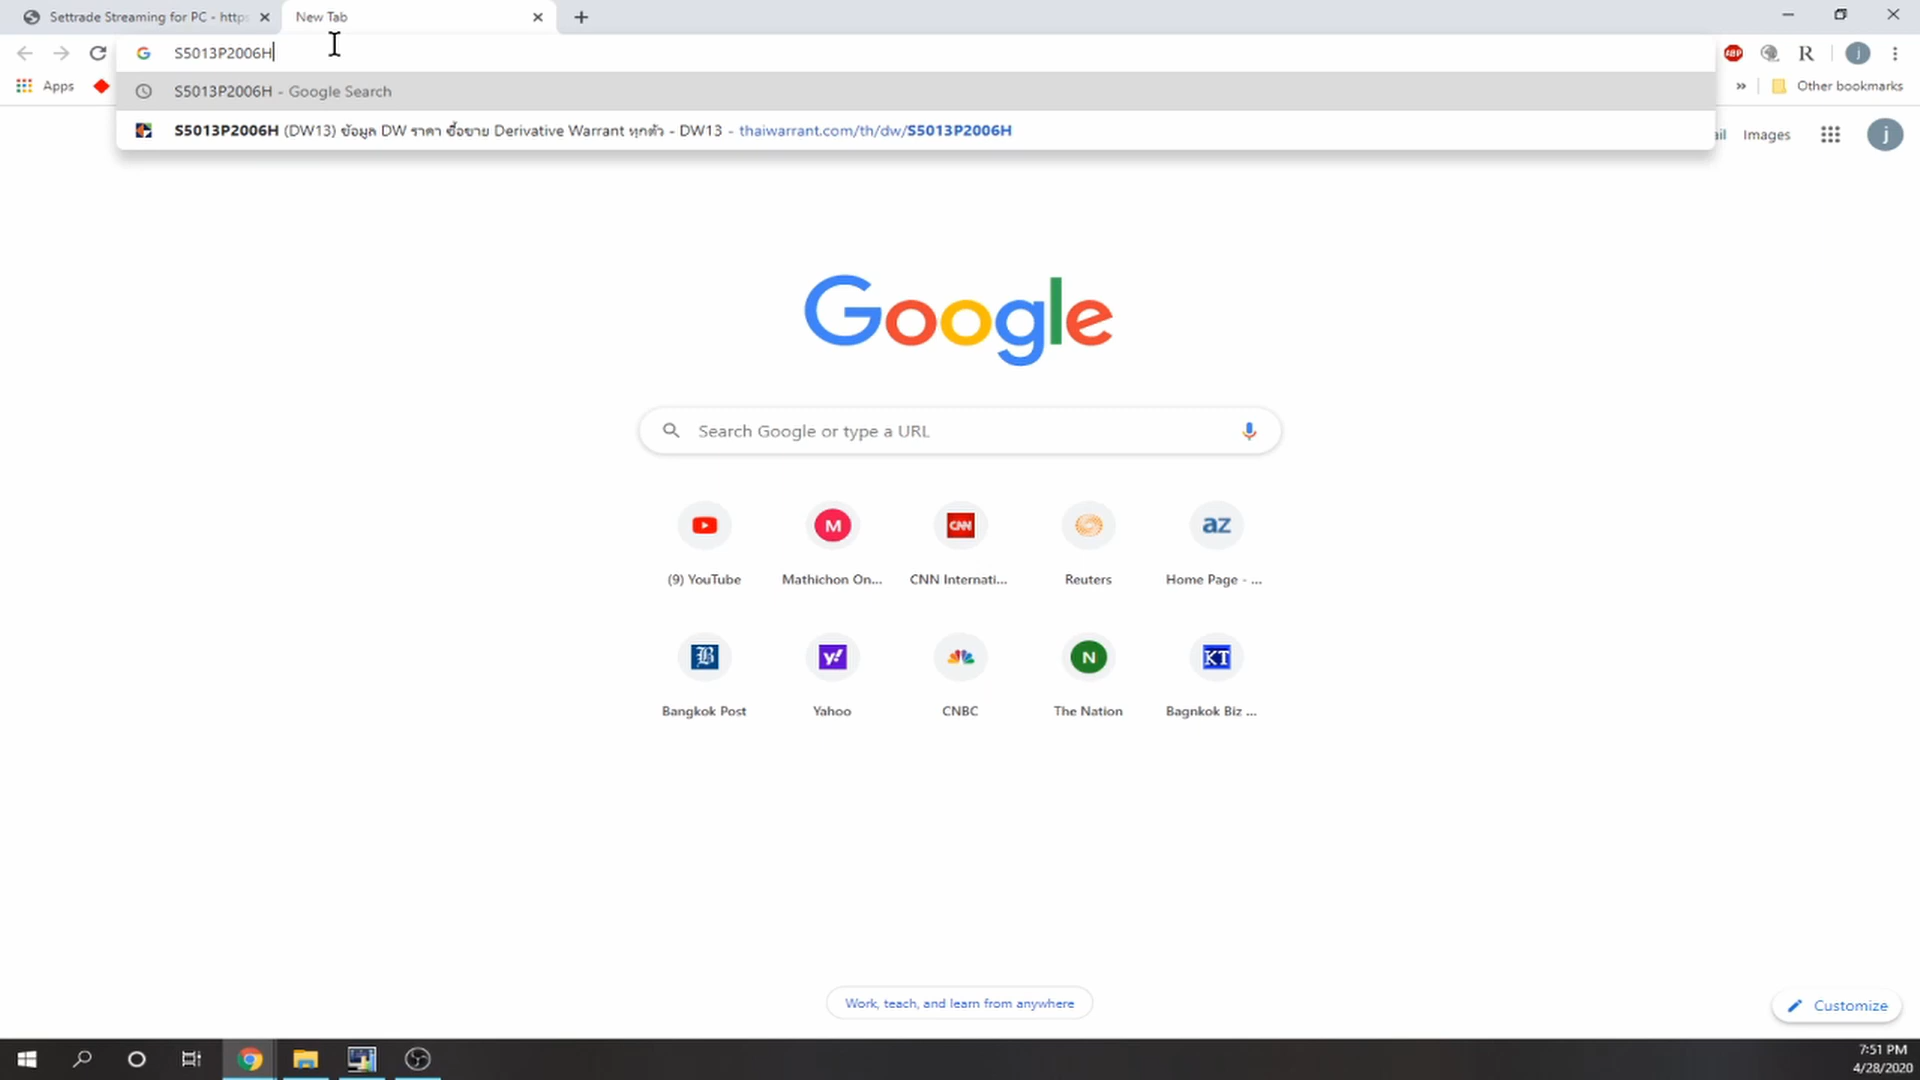 Settrade Streaming for PC - https
New Tab
S5013P2006H
Apps
S5013P2006H - Google Search
Other bookmarks
S5013P2006H (DW13) ข้อมูล DW ราคา ซื้อขาย Derivative Warrant ทุกตัว - DW13 - thaiwarrant.com/th/dw/S5013P2006H
ail Images
j
Google
Search Google or type a URL
(9) YouTube
Mathichon On...
CNN Internati...
Reuters
Home Page - ...
Bangkok Post
Yahoo
CNBC
The Nation
Bagnkok Biz ...
Work, teach, and learn from anywhere
Customize
7:51 PM
4/28/2020